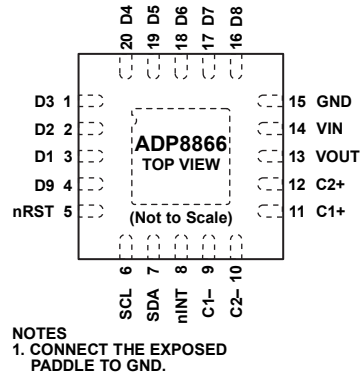 20 D4
19 D5
18 D6
17 D7
16 D8
D3 1
D2 2
D1 3
D9 4
nRST 5
ADP8866
TOP VIEW
(Not to Scale)
15 GND
14 VIN
13 VOUT
12 C2+
11 C1+
SCL 6
SDA 7
nINT 8
C1– 9
C2– 10
NOTES
1. CONNECT THE EXPOSED
PADDLE TO GND.